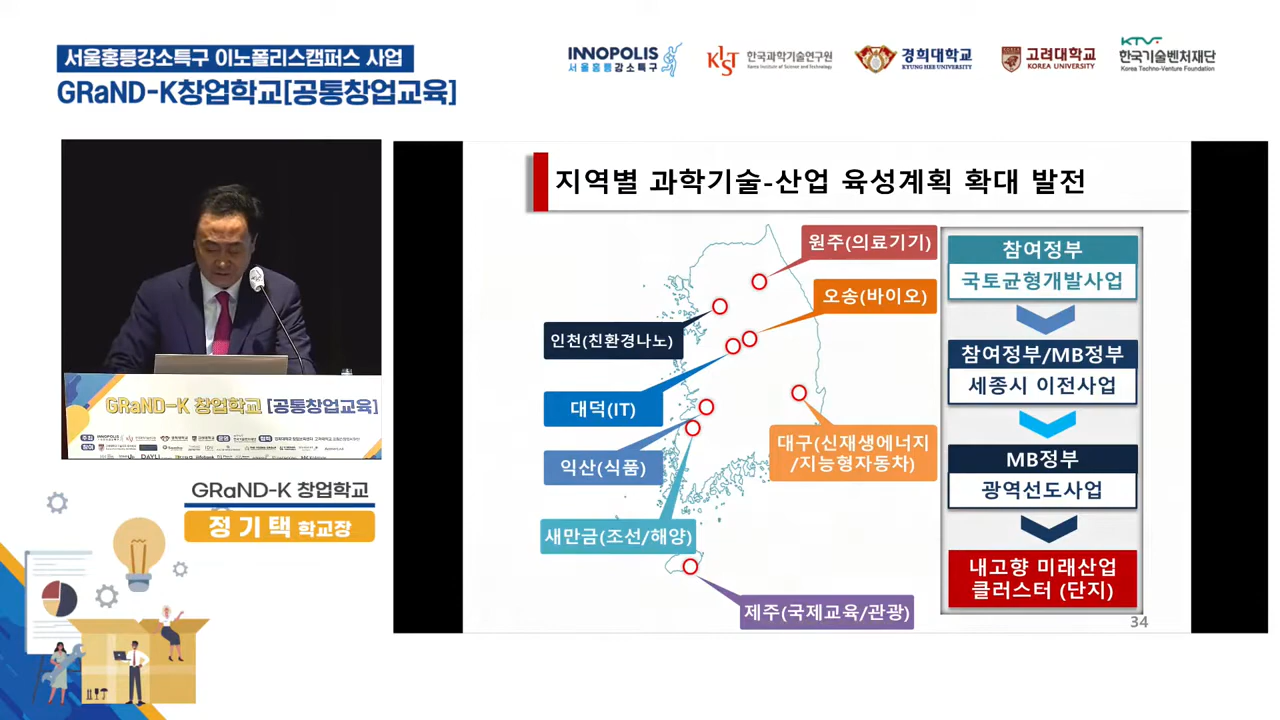 서울홍릉강소특구 이노폴리스캠퍼스 사업
GRaND-K창업학교[공통창업교육]
INNOPOLIS
서울홍릉강소특구
KIST 한국과학기술연구원
Korea Institute of Science and Technology
경희대학교
KYUNG HEE UNIVERSITY
고려대학교
KOREA UNIVERSITY
KTVF
한국기술벤처재단
Korea Techno-Venture Foundation
지역별 과학기술-산업 육성계획 확대 발전
원주(의료기기)
오송(바이오)
인천(친환경나노)
대덕(IT)
대구(신재생에너지
/지능형자동차)
익산(식품)
새만금(조선/해양)
제주(국제교육/관광)
참여정부
국토균형개발사업
참여정부/MB정부
세종시 이전사업
MB정부
광역선도사업
내고향 미래산업
클러스터 (단지)
34
GRaND-K 창업학교 [공통창업교육]
GRaND-K 창업학교
정기택 학교장